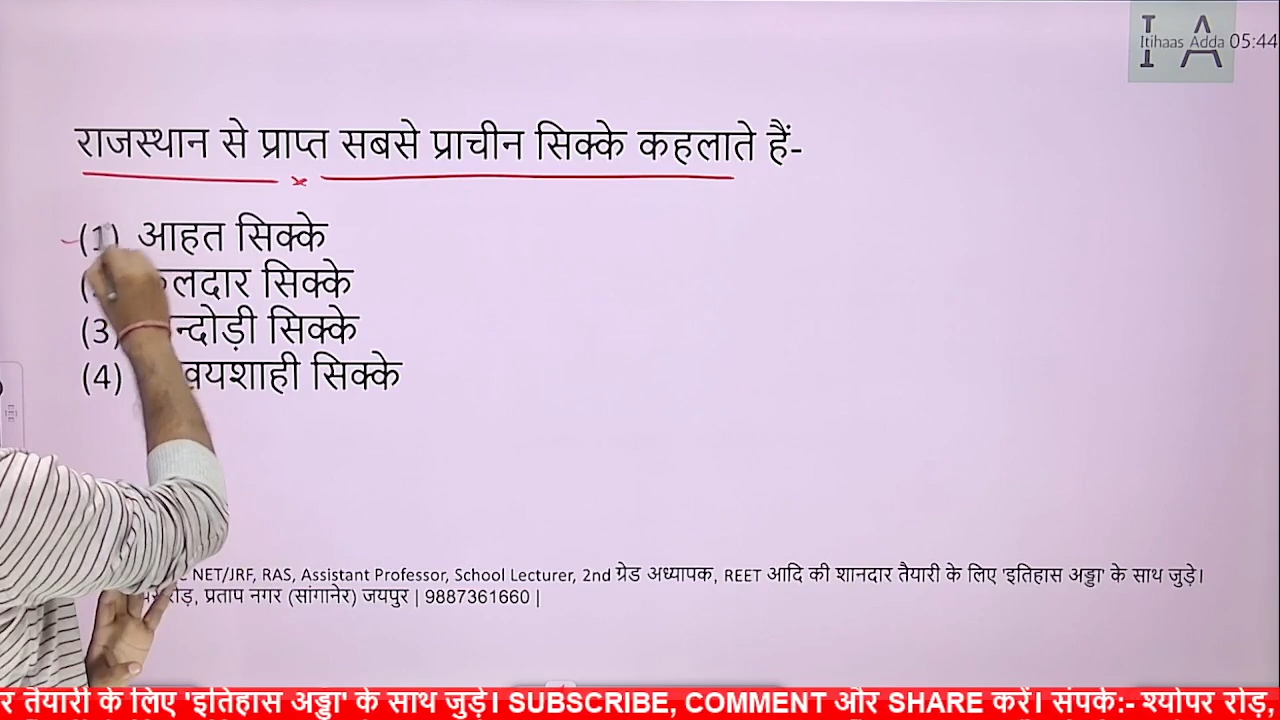 I A
Itihaas Adda 05:44
राजस्थान से प्राप्त सबसे प्राचीन सिक्के कहलाते हैं-
(1) आहत सिक्के
सिक्के
(3) सिक्के
(4) सिक्के
NET/JRF, RAS, Assistant Professor, School Lecturer, 2nd ग्रेड अध्यापक, REET आदि की शानदार तैयारी के लिए 'इतिहास अड्डा' के साथ जुड़े।
रोड़, प्रताप नगर (सांगानेर) जयपुर | 9887361660 |
तैयारी के लिए 'इतिहास अड्डा' के साथ जुड़े। SUBSCRIBE, COMMENT और SHARE करें। संपर्क:- श्योपर रोड़,